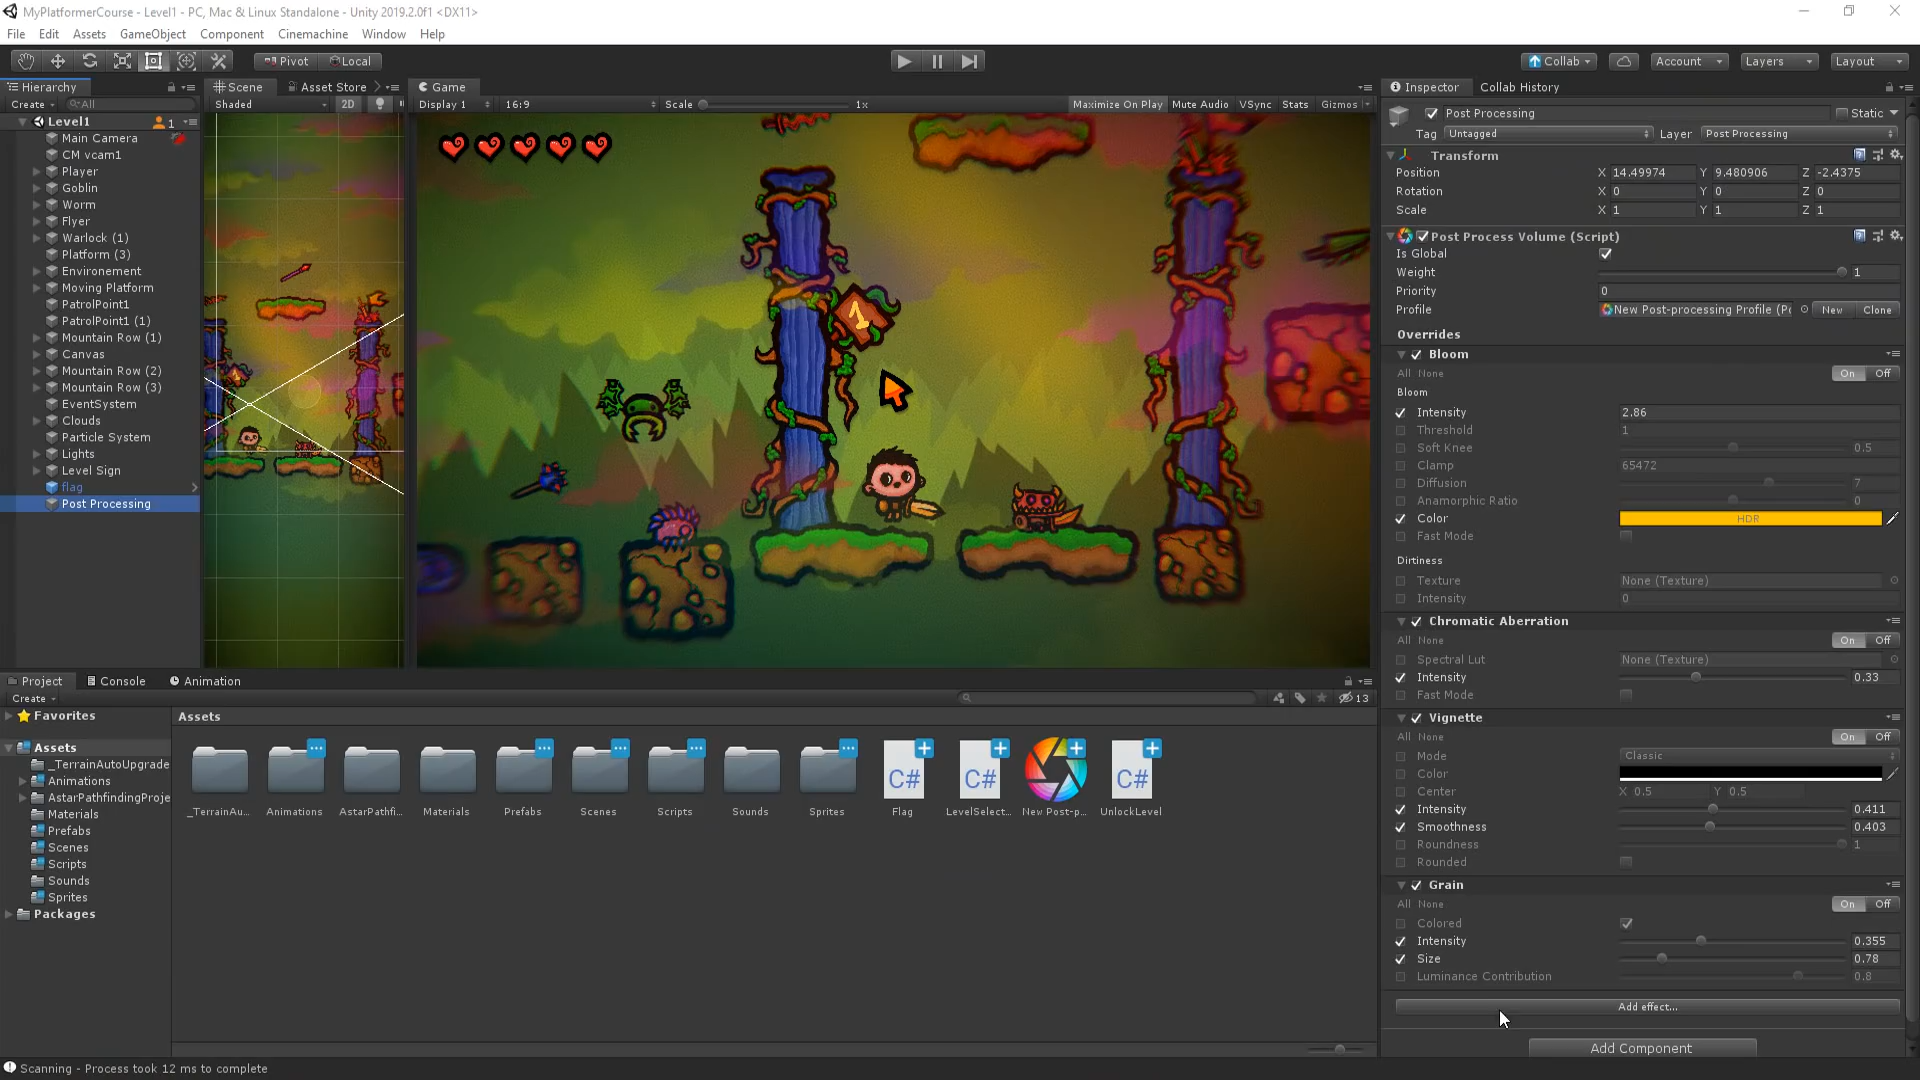 MyPlatformerCourse - Level1 - PC, Mac & Linux Standalone - Unity 2019.2.0f1 <DX11>
File Edit Assets GameObject Component Cinemachine Window Help
Pivot Local Collab Account Layers Layout
Hierarchy
Create All
Level1 1
Main Camera
CM vcam1
Player
Goblin
Worm
Flyer
Warlock (1)
Platform (3)
Environement
Moving Platform
PatrolPoint1
PatrolPoint1 (1)
Mountain Row (1)
Canvas
Mountain Row (2)
Mountain Row (3)
EventSystem
Clouds
Particle System
Lights
Level Sign
flag
Post Processing
Scene Asset Store
Shaded 2D
Game
Display 1 16:9 Scale 1x Maximize On Play Mute Audio VSync Stats Gizmos
1
Inspector Collab History
Post Processing Static
Tag Untagged Layer Post Processing
Transform
Position X 14.49974 Y 9.480906 Z -2.4375
Rotation X 0 Y 0 Z 0
Scale X 1 Y 1 Z 1
Post Process Volume (Script)
Is Global
Weight 1
Priority 0
Profile New Post-processing Profile (Po New Clone
Overrides
Bloom
All None On Off
Bloom
Intensity 2.86
Threshold 1
Soft Knee 0.5
Clamp 65472
Diffusion 7
Anamorphic Ratio 0
Color HDR
Fast Mode
Dirtiness
Texture None (Texture)
Intensity 0
Chromatic Aberration
All None On Off
Spectral Lut None (Texture)
Intensity 0.33
Fast Mode
Vignette
All None On Off
Mode Classic
Color
Center X 0.5 Y 0.5
Intensity 0.411
Smoothness 0.403
Roundness 1
Rounded
Grain
All None On Off
Colored
Intensity 0.355
Size 0.78
Luminance Contribution 0.8
Add effect...
Add Component
Project Console Animation
Create 13
Favorites
Assets
_TerrainAutoUpgrade
Animations
AstarPathfindingProje
Materials
Prefabs
Scenes
Scripts
Sounds
Sprites
Packages
Assets
C# C# C#
_TerrainAu... Animations AstarPathfi... Materials Prefabs Scenes Scripts Sounds Sprites Flag LevelSelect... New Post-p... UnlockLevel
Scanning - Process took 12 ms to complete